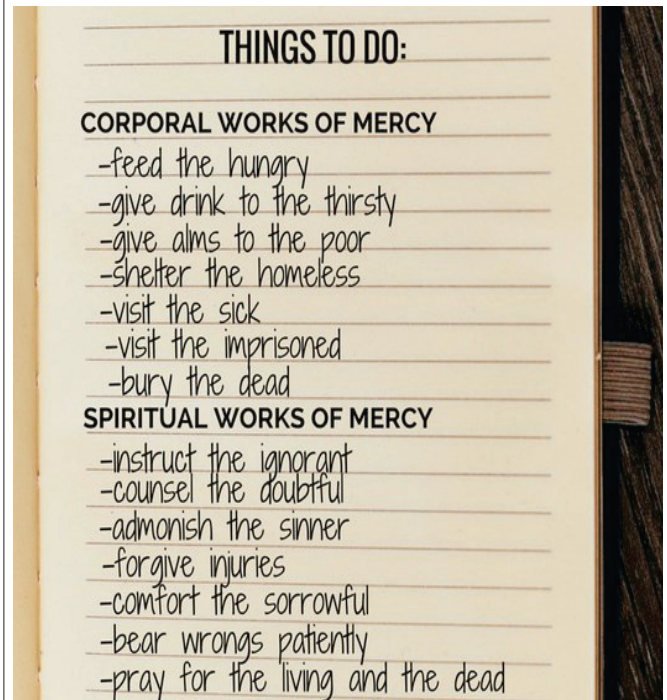 THINGS TO DO:
CORPORAL WORKS OF MERCY
-feed the hungry
-give drink to the thirsty
-give alms to the poor
-shelter the homeless
-visit the sick
-visit the imprisoned
-bury the dead
SPIRITUAL WORKS OF MERCY
-instruct the ignorant
-counsel the doubtful
-admonish the sinner
-forgive injuries
-comfort the sorrowful
-bear wrongs patiently
-pray for the living and the dead